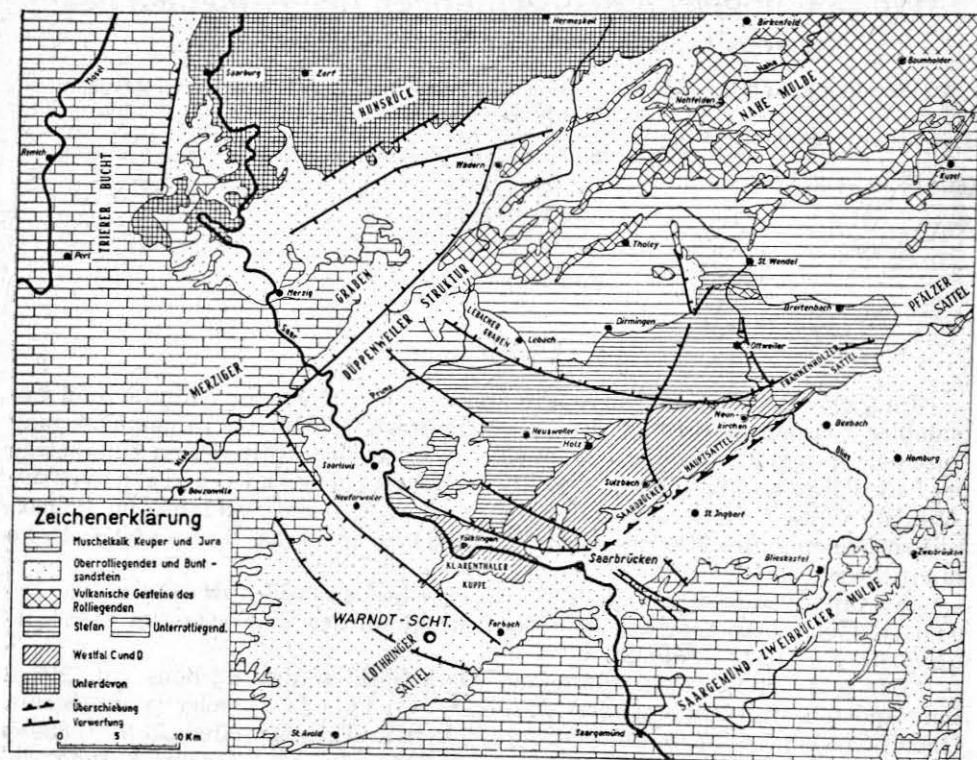 Hermeskeil
Birkenfeld
Mosel
Saarburg
Zerf
Nahe
Baumholder
HUNSRÜCK
Nohfelden
NAHE MULDE
Remich
TRIERER BUCHT
Wadern
Kusel
Perl
Tholey
St. Wendel
Merzig
GRABEN
DÜPPENWEILER STRUKTUR
PFÄLZER
SATTEL
LEBACHER
GRABEN
Dirmingen
Breitenbach
Saar
Lebach
Ottweiler
MERZIGER
Prims
FRANKENHOLZER
SATTEL
Neun-
kirchen
Bexbach
Nied
Heusweiler
Holz
HAUPTSATTEL
Blies
Homburg
Saarlouis
Sulzbach
SAARBRÜCKER
Bouzonville
Neuforweiler
St Ingbert
Zeichenerklärung
Muschelkalk Keuper und Jura
Völklingen
Saarbrücken
Zweibrücken
Oberrotliegendes und Bunt -
sandstein
KLARENTHALER
KUPPE
Blieskastel
Vulkanische Gesteine des
Rotliegenden
Stefan
Unterrotliegend.
WARNDT-SCHT.
Forbach
Westfal C und D
LOTHRINGER
SATTEL
SAARGEMÜND - ZWEIBRÜCKER MULDE
Unterdevon
Überschiebung
Verwerfung
0 5 10 Km
St. Avold
Saargemünd